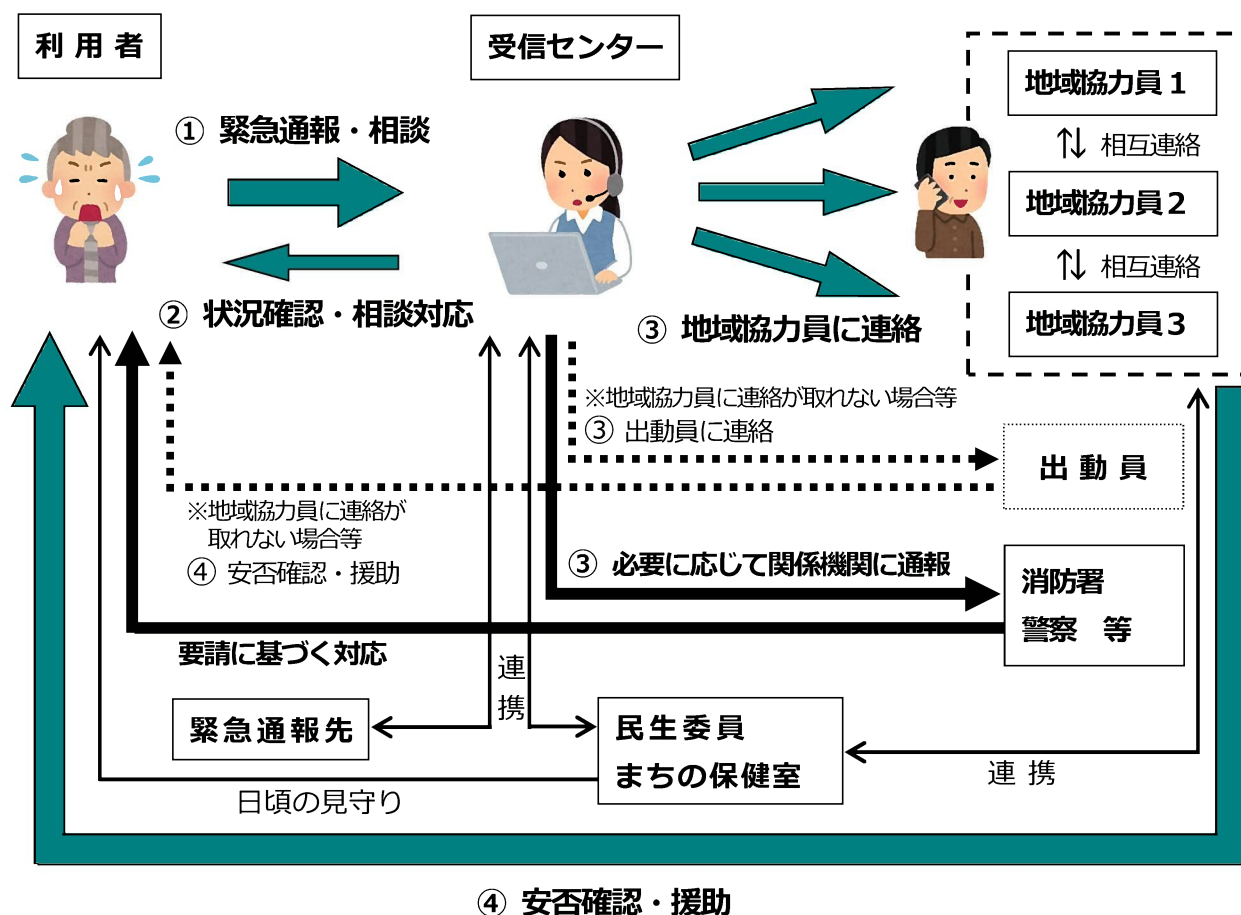 利用者
受信センター
地域協力員1
① 緊急通報・相談
相互連絡
地域協力員2
相互連絡
② 状況確認・相談対応
③ 地域協力員に連絡
地域協力員3
※地域協力員に連絡が取れない場合等
③ 出動員に連絡
出動員
※地域協力員に連絡が
取れない場合等
④ 安否確認・援助
③ 必要に応じて関係機関に通報
消防署
警察 等
要請に基づく対応
連
携
緊急通報先
民生委員
まちの保健室
連携
日頃の見守り
④ 安否確認・援助